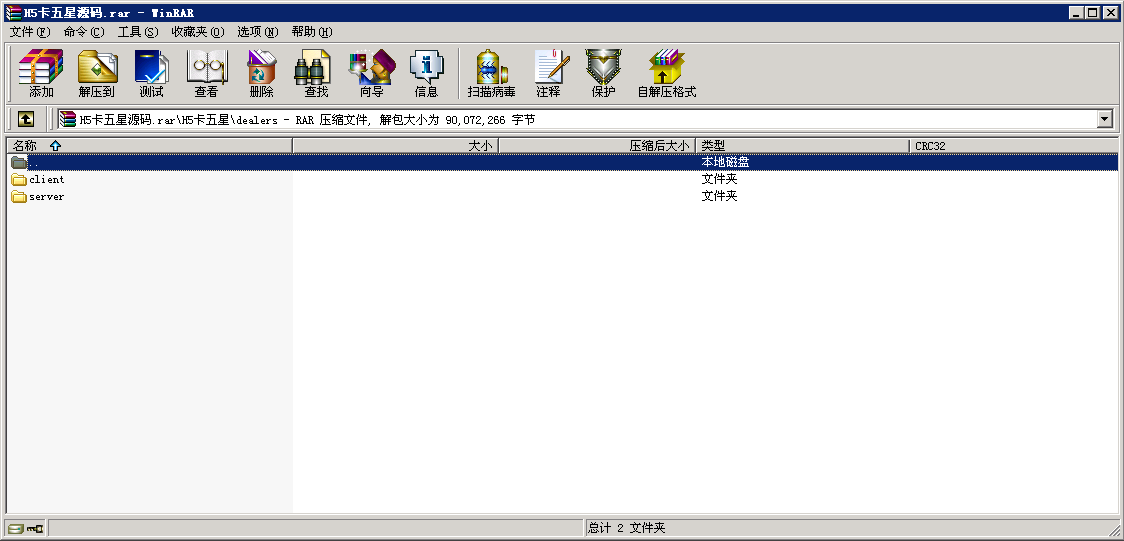 H5卡五星源码.rar - WinRAR
文件(F) 命令(C) 工具(S) 收藏夹(O) 选项(N) 帮助(H)
添加 解压到 测试 查看 删除 查找 向导 信息 扫描病毒 注释 保护 自解压格式
H5卡五星源码.rar\H5卡五星\dealers - RAR 压缩文件, 解包大小为 90,072,266 字节
名称 大小 压缩后大小 类型 CRC32
.. 本地磁盘
client 文件夹
server 文件夹
总计 2 文件夹